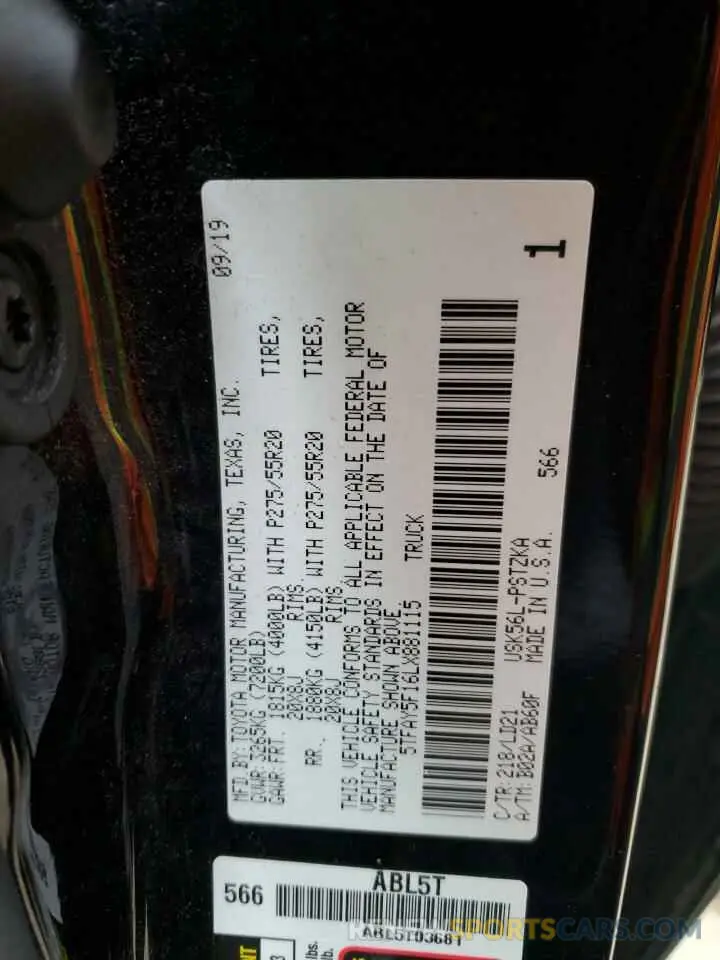 09/19
MFD.BY:TOYOTA MOTOR MANUFACTURING, TEXAS, INC.
GVWR:3265KG(7200LB)
GAWR:FRT. 1815KG (4000LB) WITH P275/55R20 TIRES,
20X8J RIMS.
RR. 1880KG (4150LB) WITH P275/55R20 TIRES,
20X8J RIMS.
THIS VEHICLE CONFORMS TO ALL APPLICABLE FEDERAL MOTOR
VEHICLE SAFETY STANDARDS IN EFFECT ON THE DATE OF
MANUFACTURE SHOWN ABOVE.
5TFAY5F16LX881115 TRUCK
C/TR:218/LD21 USK56L-PSTZKA 566
A/TM:B02A/AB60F MADE IN U.S.A.
1
566 ABL5T
ABL5T03681
lbs.
lb.
RESALESPORTSCARS.COM